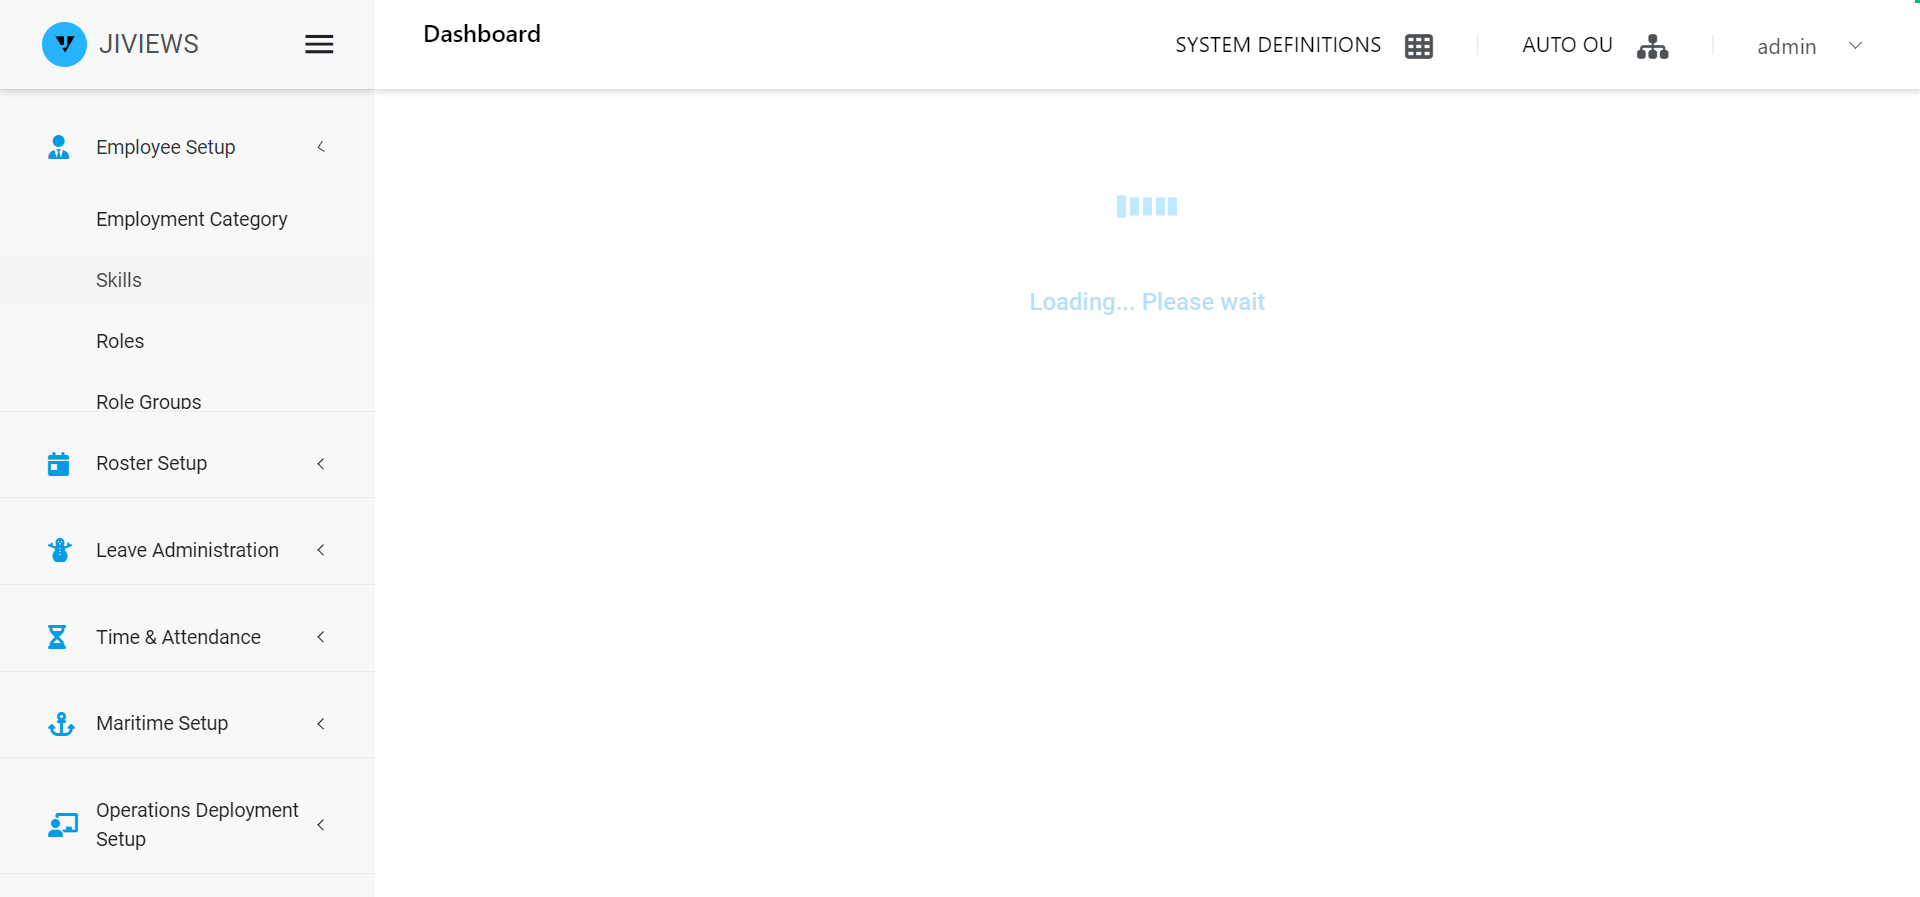 JIVIEWS
Dashboard
SYSTEM DEFINITIONS
AUTO OU
admin
Employee Setup
Employment Category
Skills
Roles
Role Groups
Roster Setup
Leave Administration
Time & Attendance
Maritime Setup
Operations Deployment
Setup
Loading... Please wait